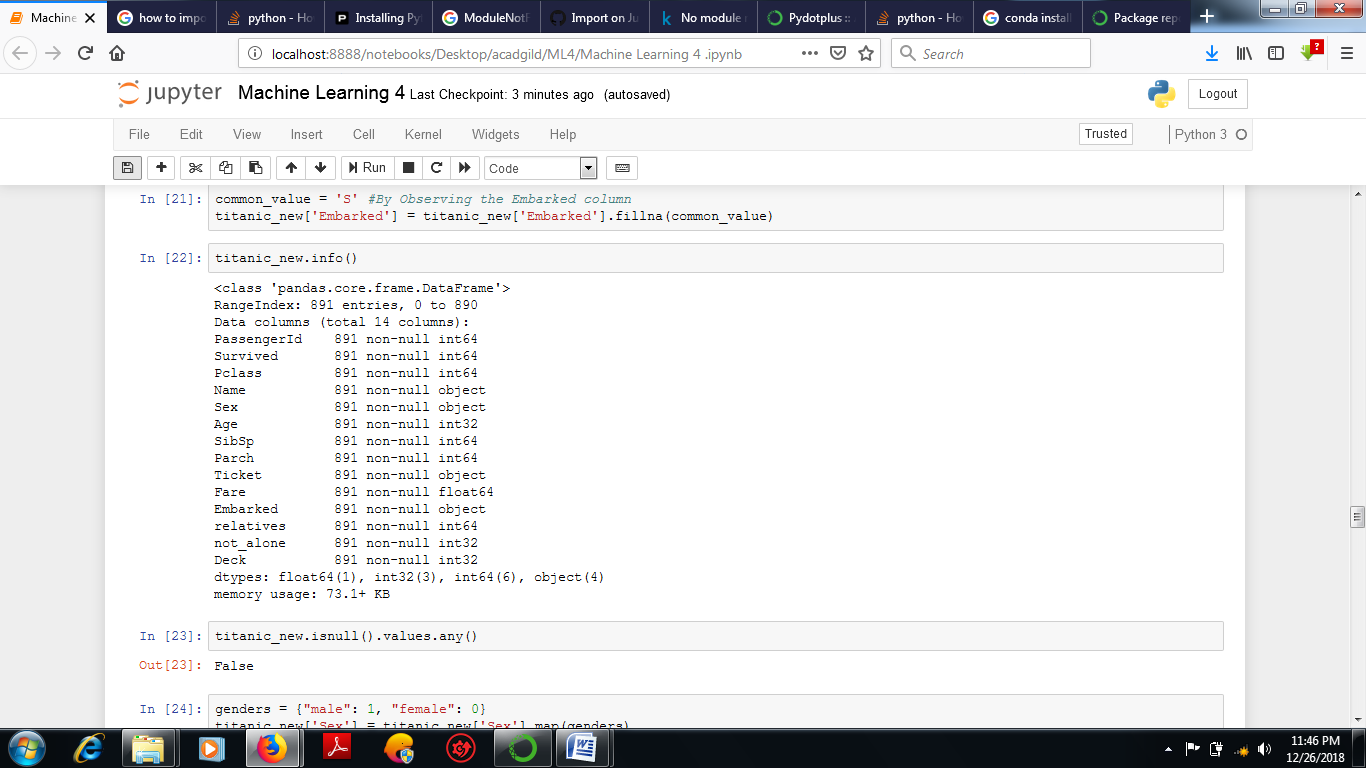 Machine
how to impo
python - Ho
Installing Py
ModuleNotF
Import on Ju
No module
Pydotplus ::
python - Ho
conda install
Package rep
localhost:8888/notebooks/Desktop/acadgild/ML4/Machine Learning 4 .ipynb
Search
jupyter Machine Learning 4 Last Checkpoint: 3 minutes ago (autosaved)
Logout
File Edit View Insert Cell Kernel Widgets Help
Trusted
Python 3
Run
Code
In [21]: common_value = 'S' #By Observing the Embarked column
titanic_new['Embarked'] = titanic_new['Embarked'].fillna(common_value)
In [22]: titanic_new.info()
<class 'pandas.core.frame.DataFrame'>
RangeIndex: 891 entries, 0 to 890
Data columns (total 14 columns):
PassengerId 891 non-null int64
Survived 891 non-null int64
Pclass 891 non-null int64
Name 891 non-null object
Sex 891 non-null object
Age 891 non-null int32
SibSp 891 non-null int64
Parch 891 non-null int64
Ticket 891 non-null object
Fare 891 non-null float64
Embarked 891 non-null object
relatives 891 non-null int64
not_alone 891 non-null int32
Deck 891 non-null int32
dtypes: float64(1), int32(3), int64(6), object(4)
memory usage: 73.1+ KB
In [23]: titanic_new.isnull().values.any()
Out[23]: False
In [24]: genders = {"male": 1, "female": 0}
titanic_new['Sex'] = titanic_new['Sex'].map(genders)
11:46 PM
12/26/2018